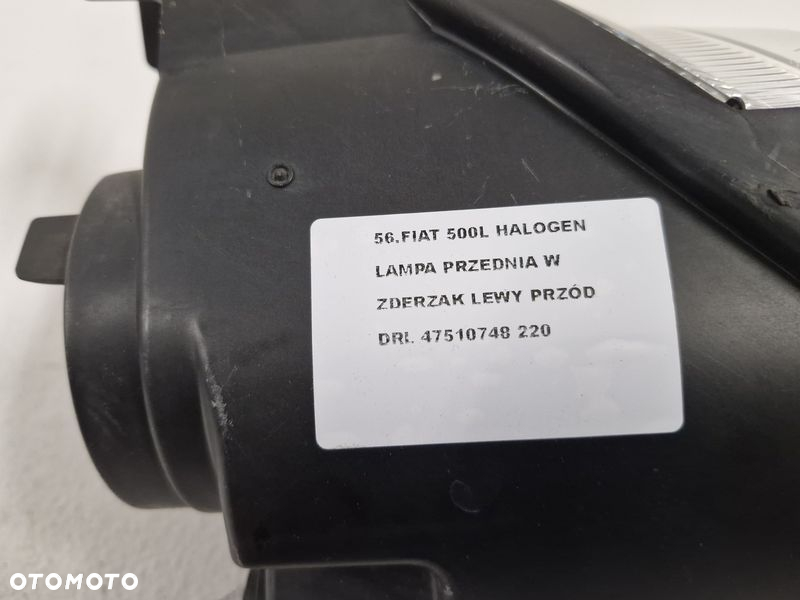 56.FIAT 500L HALOGEN
LAMPA PRZEDNIA W
ZDERZAK LEWY PRZÓD
DRL 47510748 220
OTOMOTO